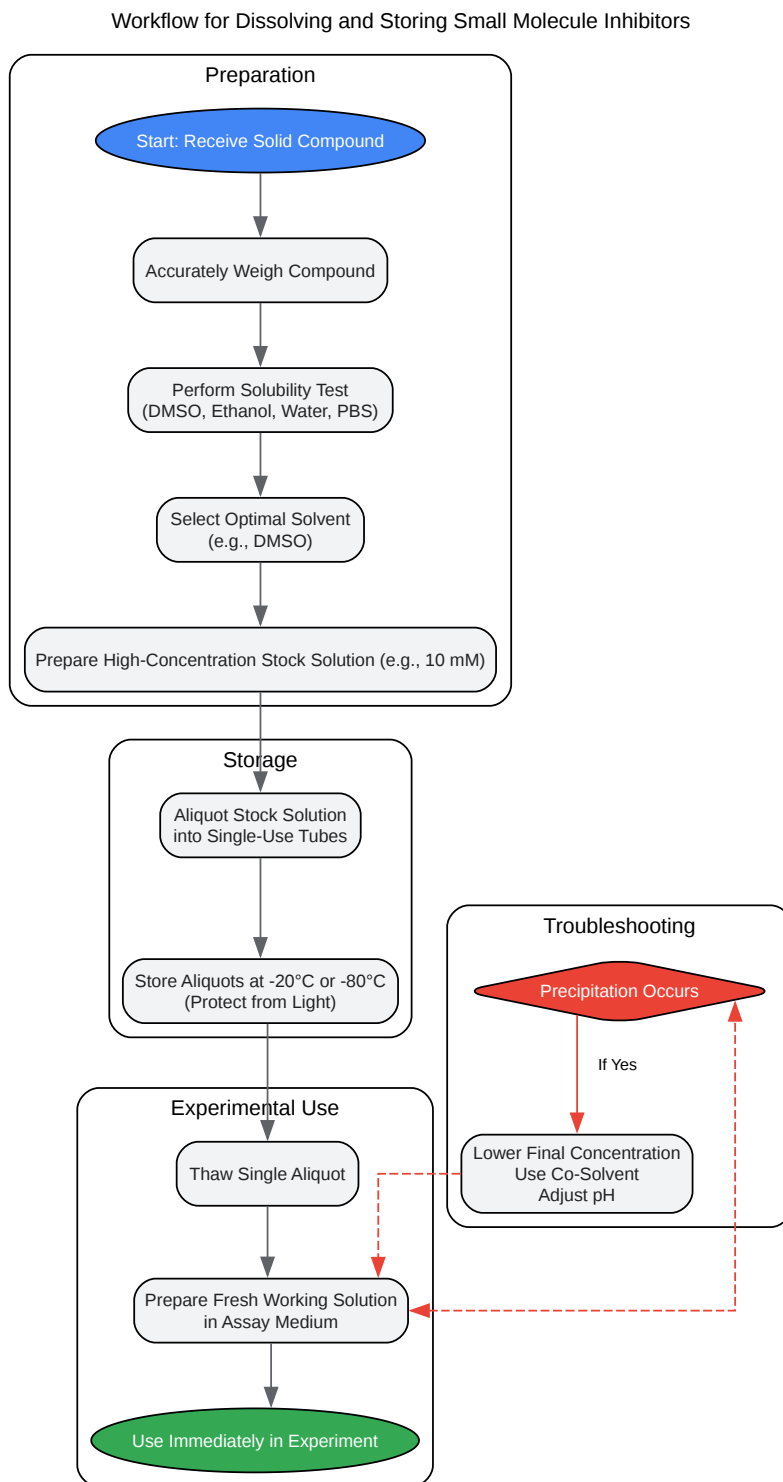 Workflow for Dissolving and Storing Small Molecule Inhibitors
Preparation
Start: Receive Solid Compound
Accurately Weigh Compound
Perform Solubility Test
(DMSO, Ethanol, Water, PBS)
Select Optimal Solvent
(e.g., DMSO)
Prepare High-Concentration Stock Solution (e.g., 10 mM)
Storage
Aliquot Stock Solution
into Single-Use Tubes
Store Aliquots at -20°C or -80°C
(Protect from Light)
Troubleshooting
Precipitation Occurs
If Yes
Lower Final Concentration
Use Co-Solvent
Adjust pH
Experimental Use
Thaw Single Aliquot
Prepare Fresh Working Solution
in Assay Medium
Use Immediately in Experiment